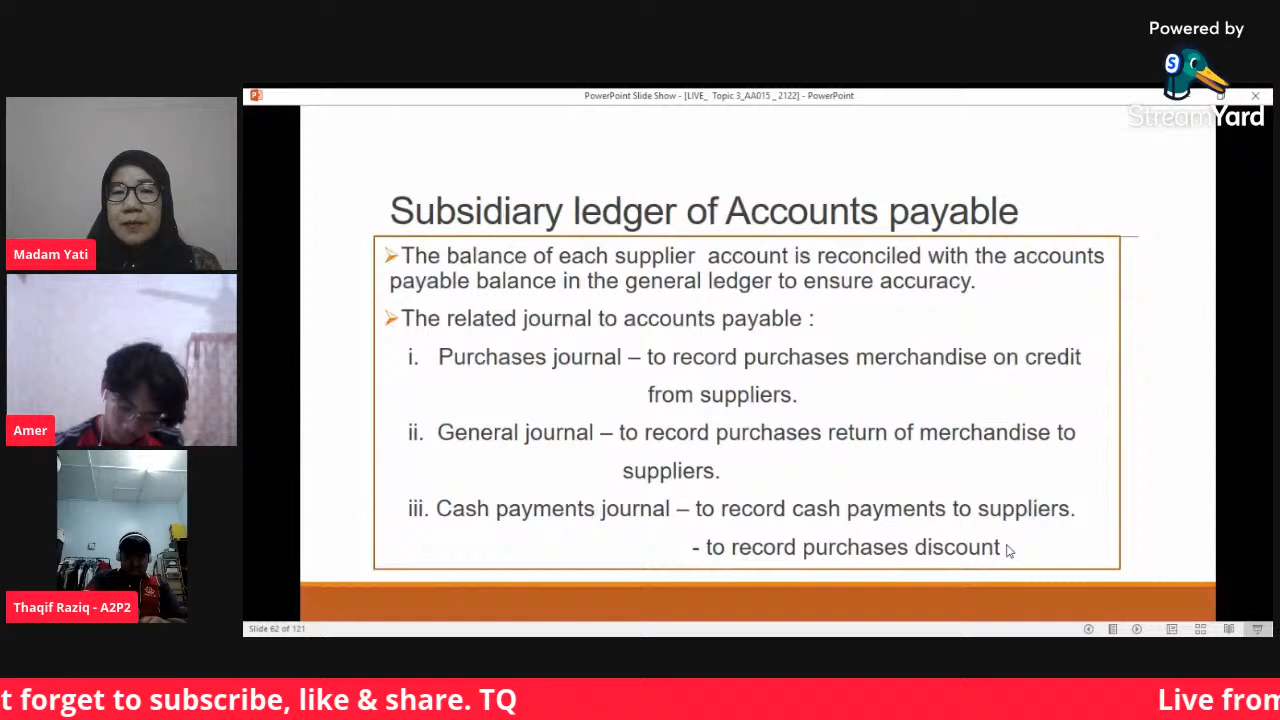 Powered by
StreamYard
PowerPoint Slide Show - [LIVE_ Topic 3_AA015 _ 2122] - PowerPoint
Subsidiary ledger of Accounts payable
The balance of each supplier account is reconciled with the accounts
payable balance in the general ledger to ensure accuracy.
The related journal to accounts payable :
i. Purchases journal – to record purchases merchandise on credit
from suppliers.
ii. General journal – to record purchases return of merchandise to
suppliers.
iii. Cash payments journal – to record cash payments to suppliers.
- to record purchases discount
Slide 62 of 121
Madam Yati
Amer
Thaqif Raziq - A2P2
t forget to subscribe, like & share. TQ
Live from